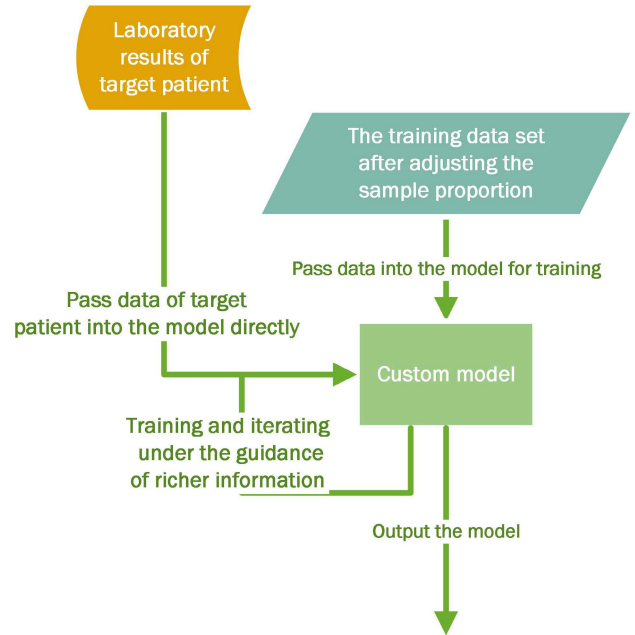 Laboratory
results of
target patient
The training data set
after adjusting the
sample proportion
Pass data into the model for training
Pass data of target
patient into the model directly
Custom model
Training and iterating
under the guidance
of richer information
Output the model